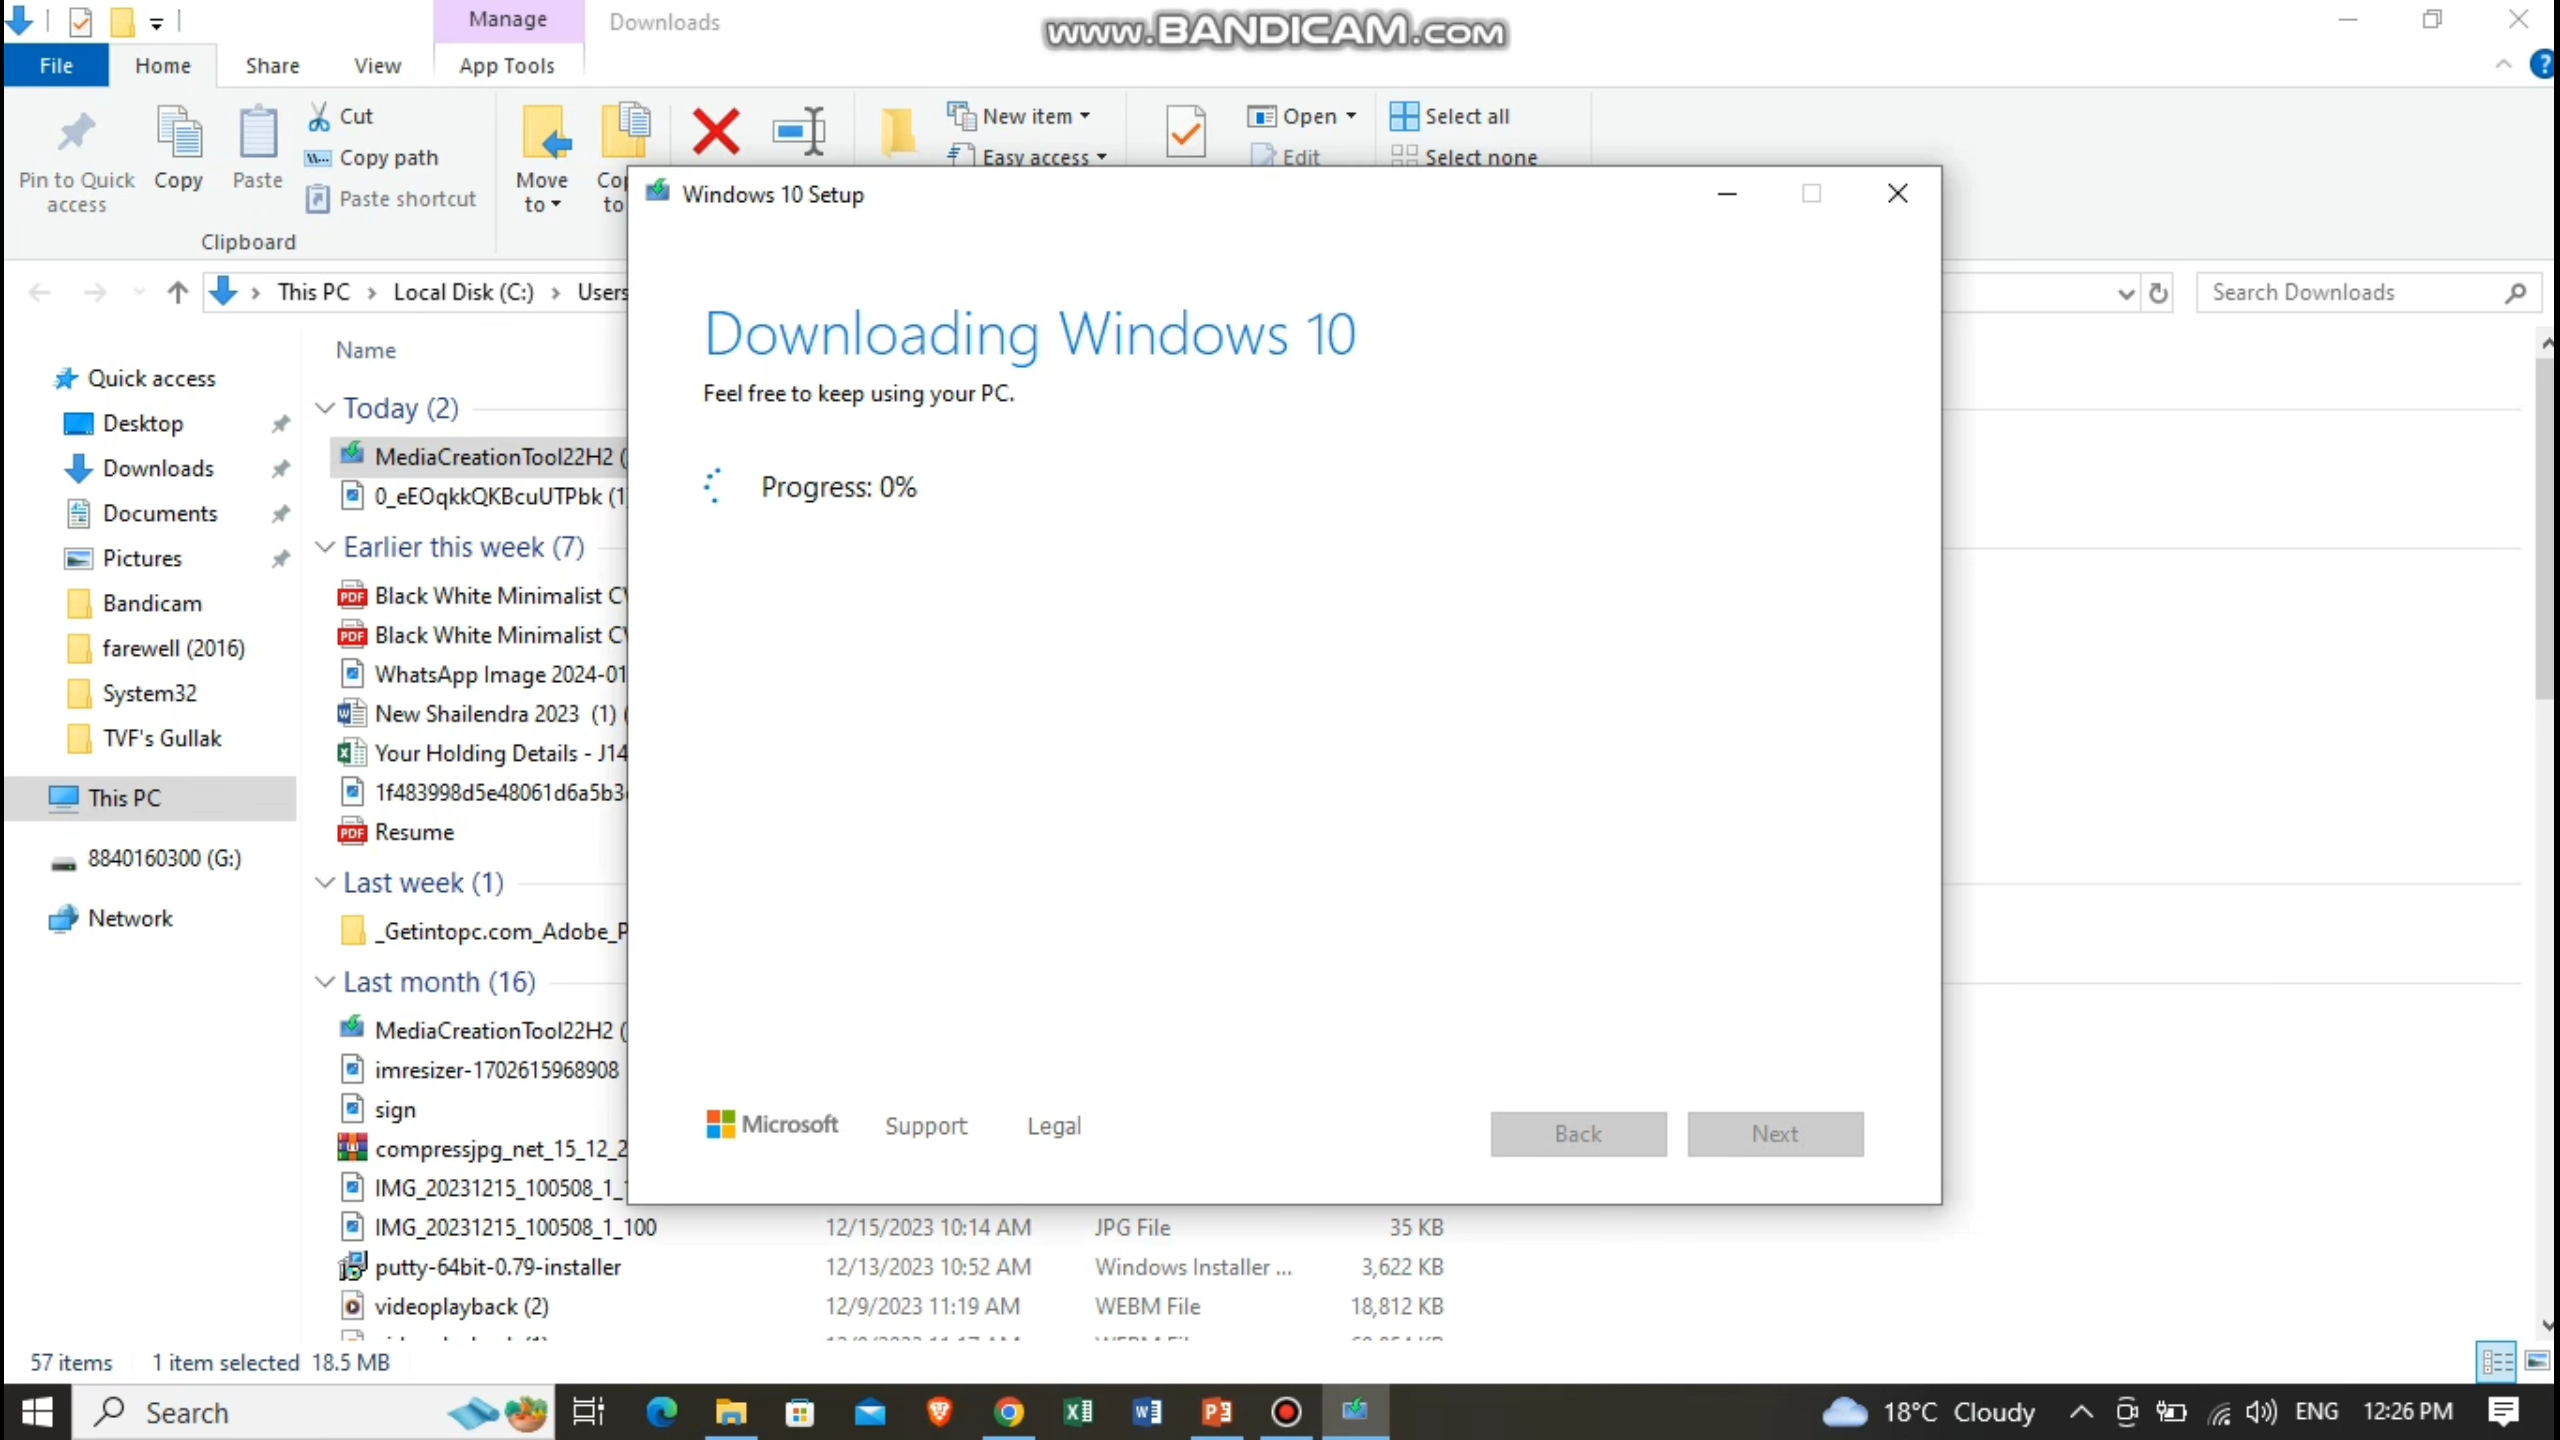 Manage
Downloads
www.BANDICAM.com
File
Home
Share
View
App Tools
Pin to Quick
access
Copy
Paste
Cut
Copy path
Paste shortcut
Clipboard
Move
to
to
New item
Easy access
Open
Edit
Select all
Select none
This PC
Local Disk (C:)
Users
Search Downloads
Name
Quick access
Desktop
Downloads
Documents
Pictures
Bandicam
farewell (2016)
System32
TVF's Gullak
This PC
8840160300 (G:)
Network
Today (2)
MediaCreationTool22H2 (
0_eEOqkkQKBcuUTPbk (1)
Earlier this week (7)
Black White Minimalist CV
Black White Minimalist CV
WhatsApp Image 2024-01
New Shailendra 2023 (1) (
Your Holding Details - J14
1f483998d5e48061d6a5b3
Resume
Last week (1)
_Getintopc.com_Adobe_P
Last month (16)
MediaCreationTool22H2 (
imresizer-1702615968908
sign
compressjpg_net_15_12_2
IMG_20231215_100508_1_1
IMG_20231215_100508_1_100 12/15/2023 10:14 AM JPG File 35 KB
putty-64bit-0.79-installer 12/13/2023 10:52 AM Windows Installer ... 3,622 KB
videoplayback (2) 12/9/2023 11:19 AM WEBM File 18,812 KB
Windows 10 Setup
Downloading Windows 10
Feel free to keep using your PC.
Progress: 0%
Microsoft
Support
Legal
Back
Next
57 items
1 item selected 18.5 MB
Search
18°C Cloudy
ENG
12:26 PM